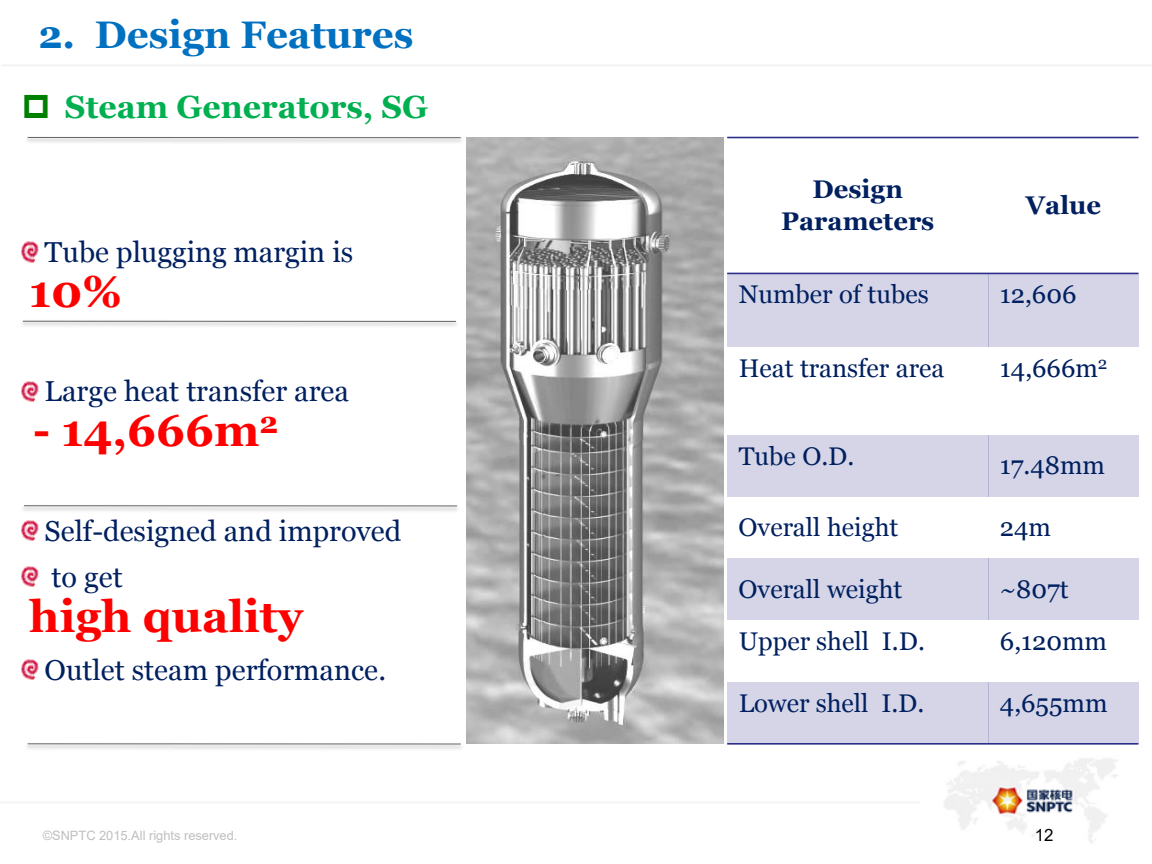 2. Design Features
Steam Generators, SG
Tube plugging margin is
10%
Large heat transfer area
- 14,666m²
Self-designed and improved
to get
high quality
Outlet steam performance.
Design
Parameters
Value
Number of tubes 12,606
Heat transfer area 14,666m²
Tube O.D. 17.48mm
Overall height 24m
Overall weight ~807t
Upper shell I.D. 6,120mm
Lower shell I.D. 4,655mm
国家核电
SNPTC
©SNPTC 2015.All rights reserved.
12